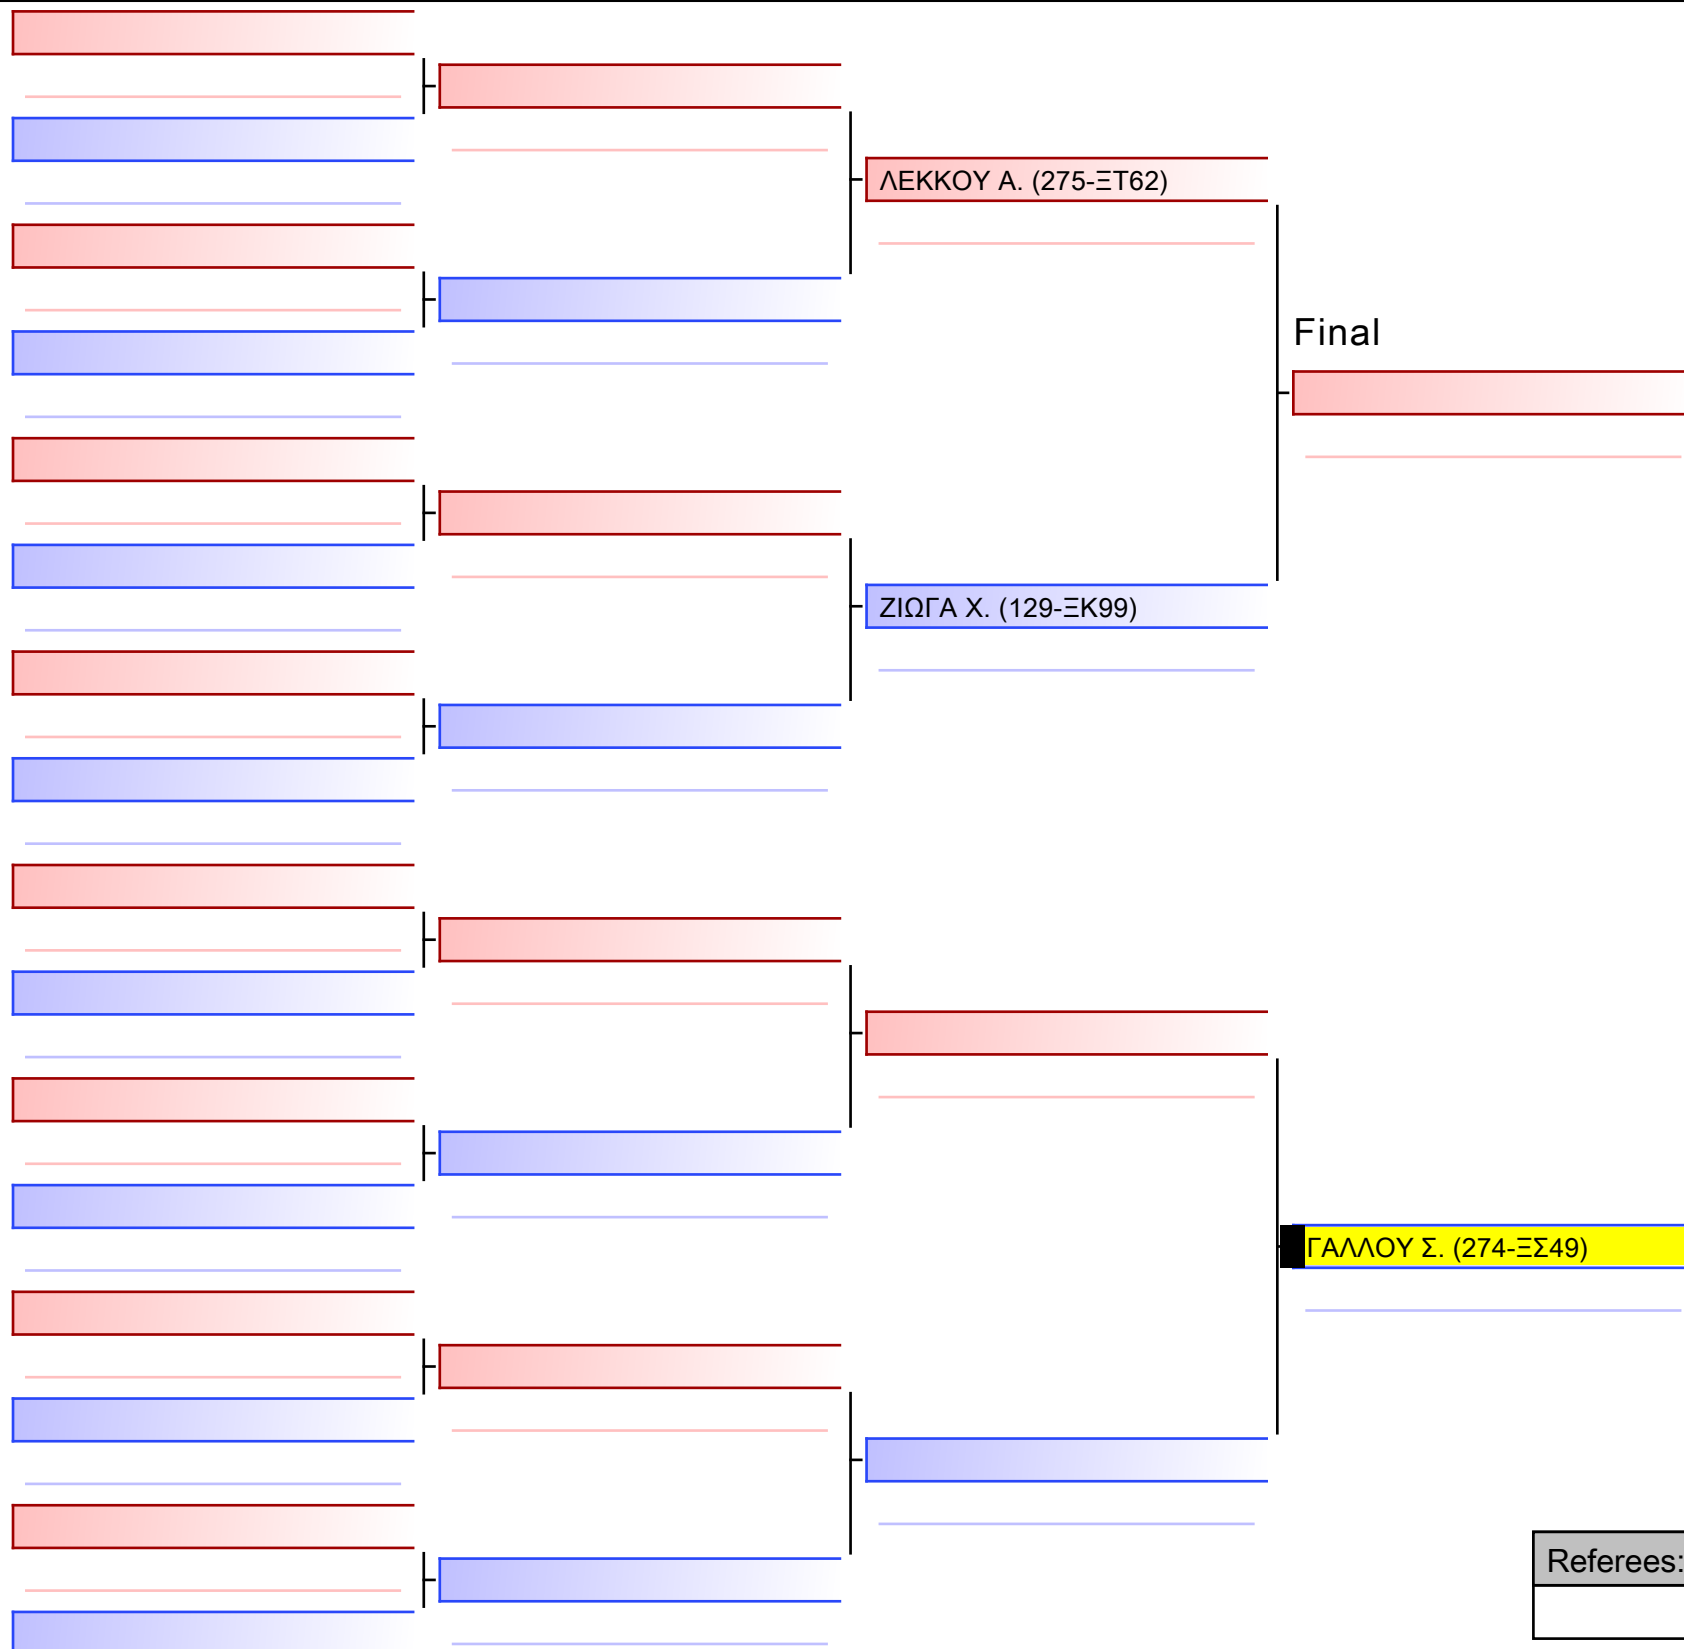 ΛΕΚΚΟΥ Α. (275-ΞΤ62)
Final
ΖΙΩΓΑ Χ. (129-ΞΚ99)
ΓΑΛΛΟΥ Σ. (274-ΞΣ49)
Referees: